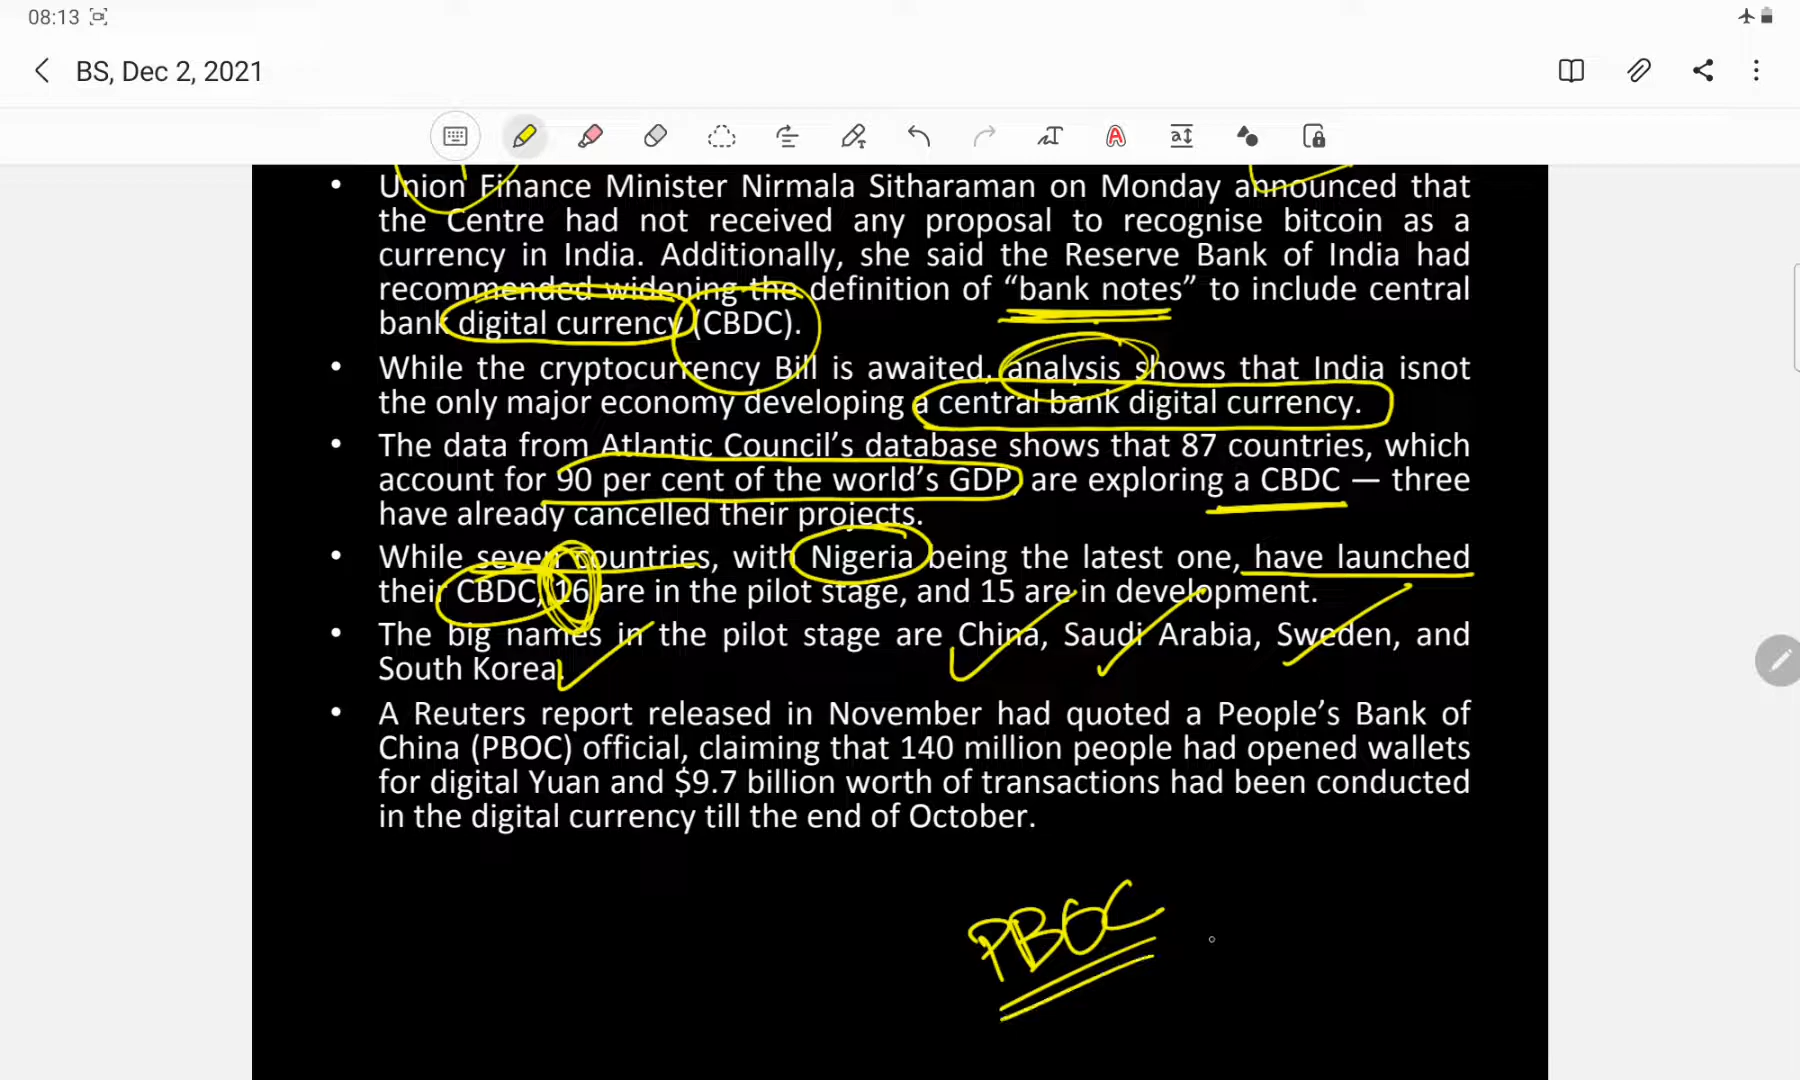 08:13
BS, Dec 2, 2021
• Union Finance Minister Nirmala Sitharaman on Monday announced that
the Centre had not received any proposal to recognise bitcoin as a
currency in India. Additionally, she said the Reserve Bank of India had
recommended widening the definition of “bank notes” to include central
bank digital currency (CBDC).
• While the cryptocurrency Bill is awaited, analysis shows that India isnot
the only major economy developing a central bank digital currency.
• The data from Atlantic Council’s database shows that 87 countries, which
account for 90 per cent of the world’s GDP, are exploring a CBDC — three
have already cancelled their projects.
• While seven countries, with Nigeria being the latest one, have launched
their CBDC, 16 are in the pilot stage, and 15 are in development.
• The big names in the pilot stage are China, Saudi Arabia, Sweden, and
South Korea.
• A Reuters report released in November had quoted a People’s Bank of
China (PBOC) official, claiming that 140 million people had opened wallets
for digital Yuan and $9.7 billion worth of transactions had been conducted
in the digital currency till the end of October.
PBOC